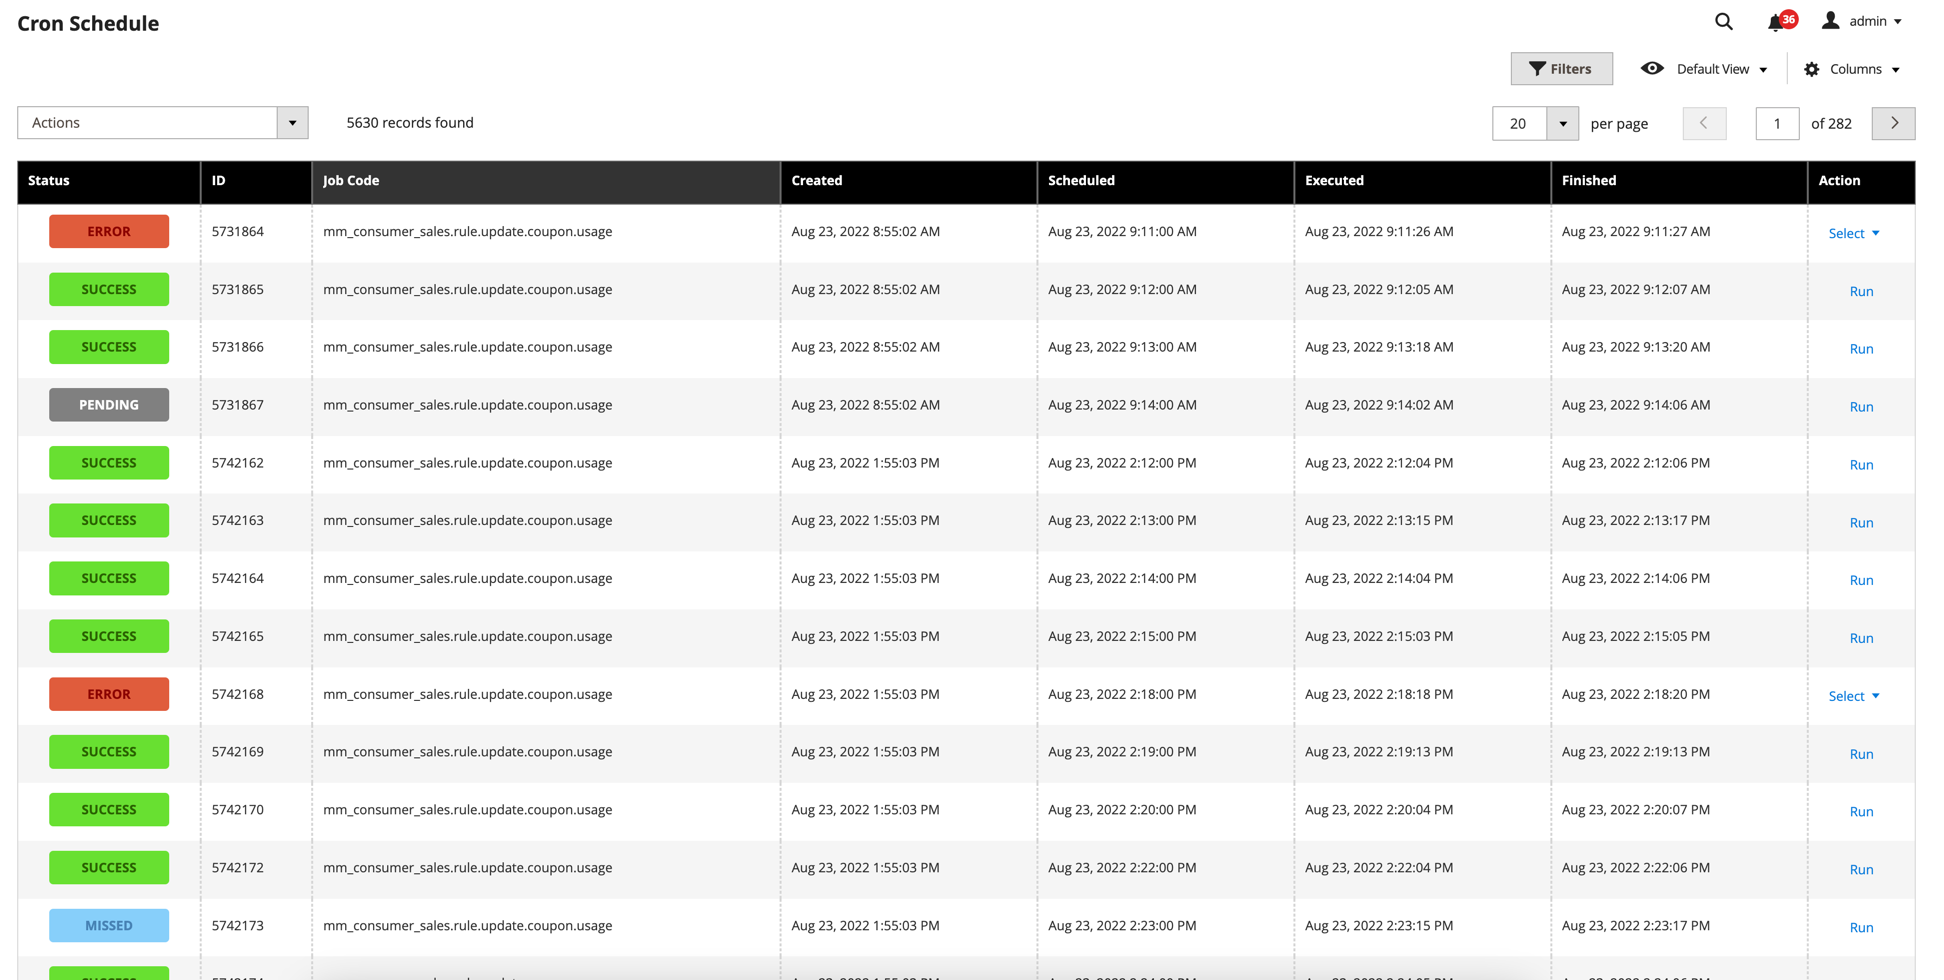 Cron Schedule
36
admin
Filters
Default View
Columns
Actions
5630 records found
20
per page
1
of 282
Status ID Job Code Created Scheduled Executed Finished Action
ERROR 5731864 mm_consumer_sales.rule.update.coupon.usage Aug 23, 2022 8:55:02 AM Aug 23, 2022 9:11:00 AM Aug 23, 2022 9:11:26 AM Aug 23, 2022 9:11:27 AM Select
SUCCESS 5731865 mm_consumer_sales.rule.update.coupon.usage Aug 23, 2022 8:55:02 AM Aug 23, 2022 9:12:00 AM Aug 23, 2022 9:12:05 AM Aug 23, 2022 9:12:07 AM Run
SUCCESS 5731866 mm_consumer_sales.rule.update.coupon.usage Aug 23, 2022 8:55:02 AM Aug 23, 2022 9:13:00 AM Aug 23, 2022 9:13:18 AM Aug 23, 2022 9:13:20 AM Run
PENDING 5731867 mm_consumer_sales.rule.update.coupon.usage Aug 23, 2022 8:55:02 AM Aug 23, 2022 9:14:00 AM Aug 23, 2022 9:14:02 AM Aug 23, 2022 9:14:06 AM Run
SUCCESS 5742162 mm_consumer_sales.rule.update.coupon.usage Aug 23, 2022 1:55:03 PM Aug 23, 2022 2:12:00 PM Aug 23, 2022 2:12:04 PM Aug 23, 2022 2:12:06 PM Run
SUCCESS 5742163 mm_consumer_sales.rule.update.coupon.usage Aug 23, 2022 1:55:03 PM Aug 23, 2022 2:13:00 PM Aug 23, 2022 2:13:15 PM Aug 23, 2022 2:13:17 PM Run
SUCCESS 5742164 mm_consumer_sales.rule.update.coupon.usage Aug 23, 2022 1:55:03 PM Aug 23, 2022 2:14:00 PM Aug 23, 2022 2:14:04 PM Aug 23, 2022 2:14:06 PM Run
SUCCESS 5742165 mm_consumer_sales.rule.update.coupon.usage Aug 23, 2022 1:55:03 PM Aug 23, 2022 2:15:00 PM Aug 23, 2022 2:15:03 PM Aug 23, 2022 2:15:05 PM Run
ERROR 5742168 mm_consumer_sales.rule.update.coupon.usage Aug 23, 2022 1:55:03 PM Aug 23, 2022 2:18:00 PM Aug 23, 2022 2:18:18 PM Aug 23, 2022 2:18:20 PM Select
SUCCESS 5742169 mm_consumer_sales.rule.update.coupon.usage Aug 23, 2022 1:55:03 PM Aug 23, 2022 2:19:00 PM Aug 23, 2022 2:19:13 PM Aug 23, 2022 2:19:13 PM Run
SUCCESS 5742170 mm_consumer_sales.rule.update.coupon.usage Aug 23, 2022 1:55:03 PM Aug 23, 2022 2:20:00 PM Aug 23, 2022 2:20:04 PM Aug 23, 2022 2:20:07 PM Run
SUCCESS 5742172 mm_consumer_sales.rule.update.coupon.usage Aug 23, 2022 1:55:03 PM Aug 23, 2022 2:22:00 PM Aug 23, 2022 2:22:04 PM Aug 23, 2022 2:22:06 PM Run
MISSED 5742173 mm_consumer_sales.rule.update.coupon.usage Aug 23, 2022 1:55:03 PM Aug 23, 2022 2:23:00 PM Aug 23, 2022 2:23:15 PM Aug 23, 2022 2:23:17 PM Run